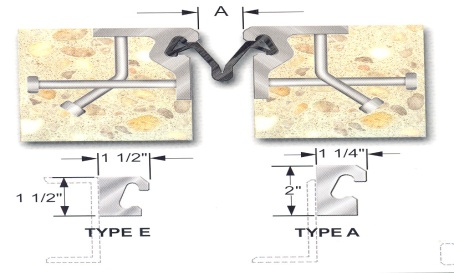 A
1 1/2"
1 1/4"
1 1/2"
2"
TYPE E
TYPE A